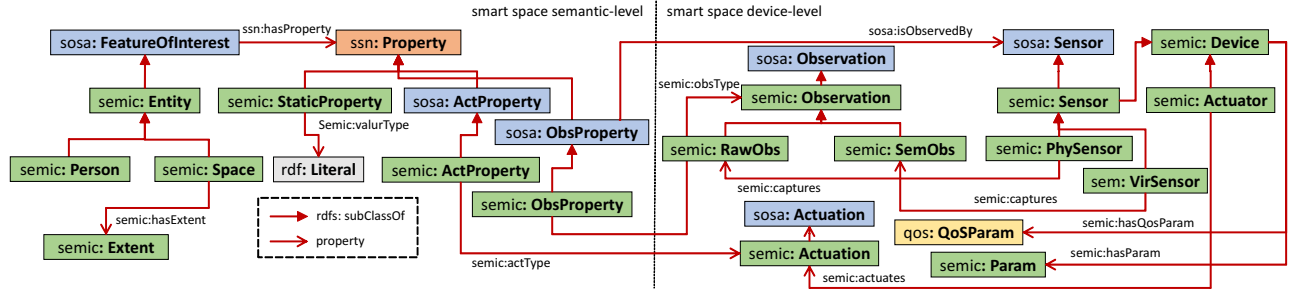 smart space semantic-level
smart space device-level
sosa: FeatureOfInterest
ssn:hasProperty
ssn: Property
sosa:isObservedBy
sosa: Sensor
semic: Device
sosa: Observation
semic:obsType
semic: Entity
semic: StaticProperty
sosa: ActProperty
semic: Observation
semic: Sensor
semic: Actuator
Semic:valurType
sosa: ObsProperty
semic: Person
semic: Space
rdf: Literal
semic: ActProperty
semic: RawObs
semic: SemObs
semic: PhySensor
semic:captures
semic:captures
sem: VirSensor
semic:hasExtent
rdfs: subClassOf
property
semic: ObsProperty
sosa: Actuation
semic: Extent
semic:actType
semic: Actuation
qos: QoSParam
semic:hasQosParam
semic: Param
semic:hasParam
semic:actuates